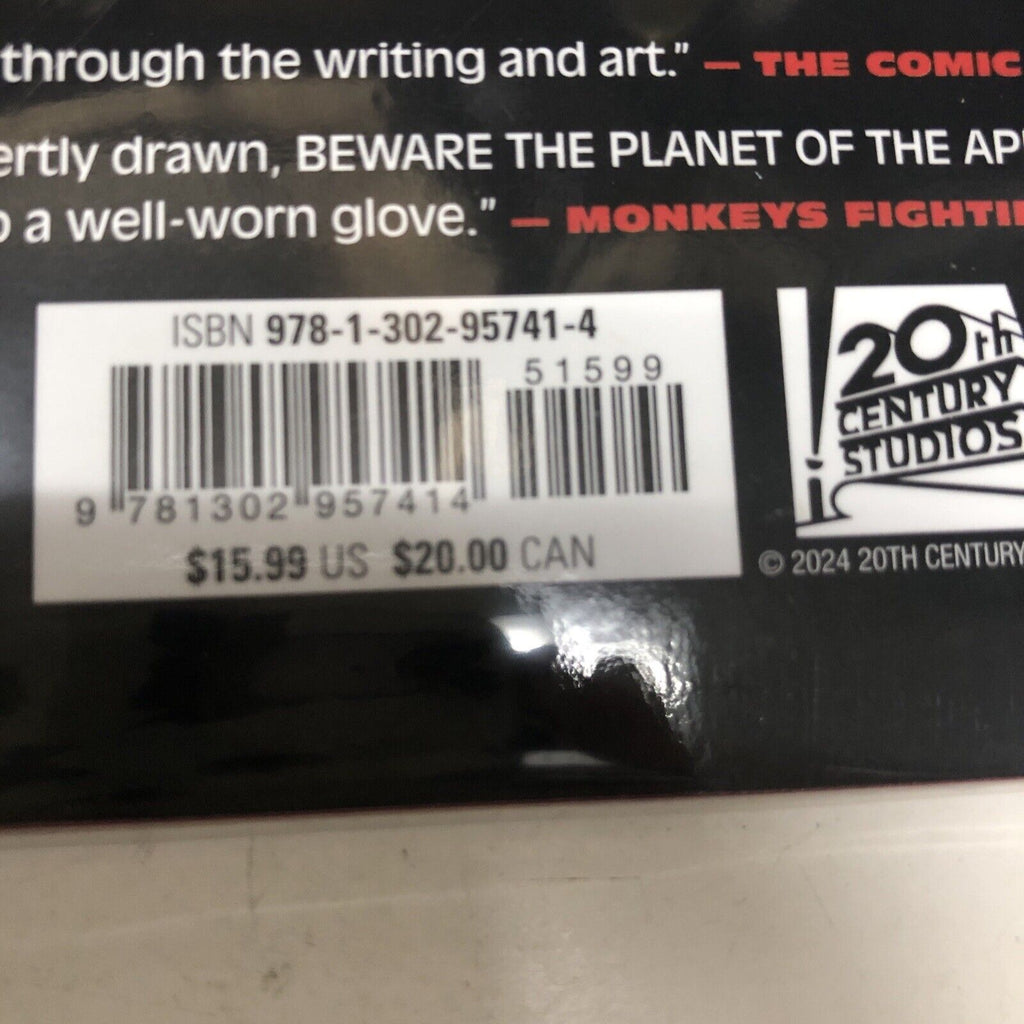 through the writing and art.” — THE COMIC
ertly drawn, BEWARE THE PLANET OF THE AP
a well-worn glove.” — MONKEYS FIGHTI
ISBN 978-1-302-95741-4
51599
9 781302 957414
$15.99 US $20.00 CAN
20TH
CENTURY
STUDIOS
© 2024 20TH CENTURY